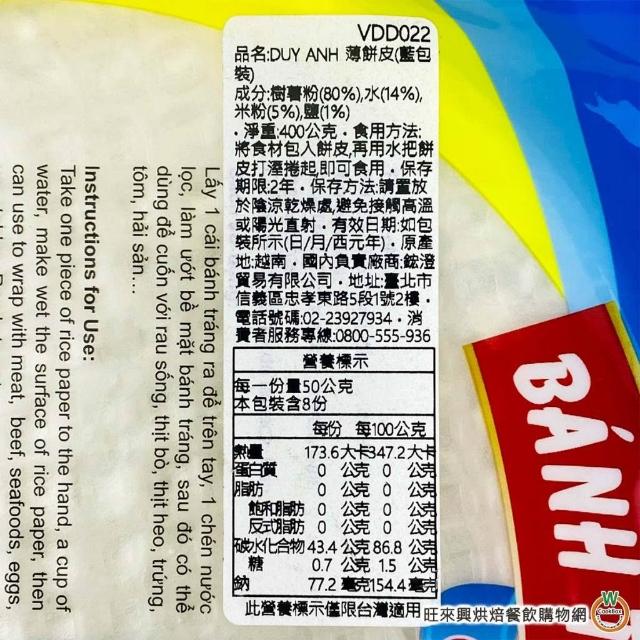 VDD022
品名:DUY ANH 薄餅皮(藍包
裝)
成分:樹薯粉(80%),水(14%),
米粉(5%),鹽(1%)
．淨重:400公克．食用方法:
將食材包入餅皮,再用水把餅
皮打溼捲起,即可食用．保存
期限:2年．保存方法:請置放
於陰涼乾燥處,避免接觸高溫
或陽光直射．有效日期:如包
裝所示(日/月/西元年)．原產
地:越南．國內負責廠商:鋐澄
貿易有限公司．地址:臺北市
信義區忠孝東路5段1號2樓．
電話號碼:02-23927934．消
費者服務專線:0800-555-936
營養標示
每一份量50公克
本包裝含8份
每份 每100公克
熱量 173.6大卡347.2大卡
蛋白質 0 公克 0 公克
脂肪 0 公克 0 公克
飽和脂肪 0 公克 0 公克
反式脂肪 0 公克 0 公克
碳水化合物 43.4 公克 86.8 公克
糖 0.7 公克 1.5 公克
鈉 77.2 毫克154.4毫克
此營養標示僅限台灣適用
Lấy 1 cái bánh tráng ra để trên tay, 1 chén nước
lọc, làm ướt bề mặt bánh tráng, sau đó có thể
dùng để cuốn với rau sống, thịt bò, thịt heo, trứng,
tôm, hải sản...
Instructions for Use:
Take one piece of rice paper to the hand, a cup of
water, make wet the surface of rice paper, then
can use to wrap with meat, beef, seafoods, eggs,
BÁNH
旺來興烘焙餐飲購物網
CookBox